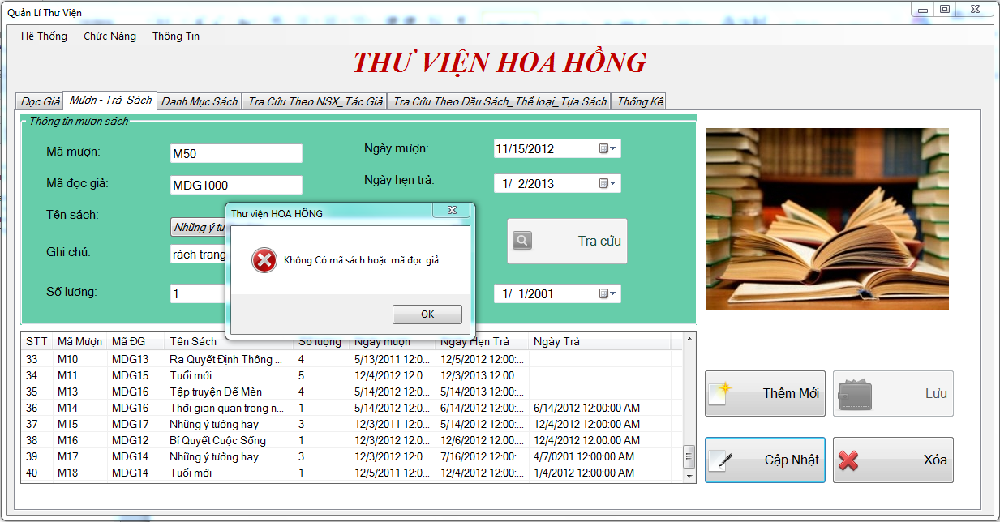 Quản Lí Thư Viện
Hệ Thống Chức Năng Thông Tin
THƯ VIỆN HOA HỒNG
Đọc Giả Mượn - Trả Sách Danh Mục Sách Tra Cứu Theo NSX_Tác Giả Tra Cứu Theo Đầu Sách_Thể loại_Tựa Sách Thống Kê
Thông tin mượn sách
Mã mượn: M50 Ngày mượn: 11/15/2012
Mã đọc giả: MDG1000 Ngày hẹn trả: 1/ 2/2013
Tên sách: Những ý tư
Thư viện HOA HỒNG
Không Có mã sách hoặc mã đọc giả
OK
Tra cứu
Ghi chú: rách trang
Số lượng: 1 1/ 1/2001
STT Mã Mượn Mã ĐG Tên Sách Số lượng Ngày mượn Ngày Hẹn Trả Ngày Trả
33 M10 MDG13 Ra Quyết Định Thông ... 4 5/13/2011 12:0... 12/5/2012 12:00:...
34 M11 MDG15 Tuổi mới 5 12/4/2012 12:0... 12/3/2013 12:00:...
35 M13 MDG16 Tập truyện Dế Mèn 4 5/14/2012 12:0... 5/14/2013 12:00:...
36 M14 MDG16 Thời gian quan trọng n... 1 5/14/2012 12:0... 6/14/2012 12:00:... 6/14/2012 12:00:00 AM
37 M15 MDG17 Những ý tưởng hay 3 12/3/2011 12:0... 5/14/2012 12:00:... 12/4/2012 12:00:00 AM
38 M16 MDG12 Bí Quyết Cuộc Sống 1 12/3/2012 12:0... 12/6/2012 12:00:... 12/4/2012 12:00:00 AM
39 M17 MDG14 Những ý tưởng hay 3 12/3/2012 12:0... 7/16/2012 12:00:... 4/7/0201 12:00:00 AM
40 M18 MDG14 Tuổi mới 1 12/5/2011 12:0... 12/4/2012 12:00:... 1/4/2012 12:00:00 AM
Thêm Mới Lưu
Cập Nhật Xóa